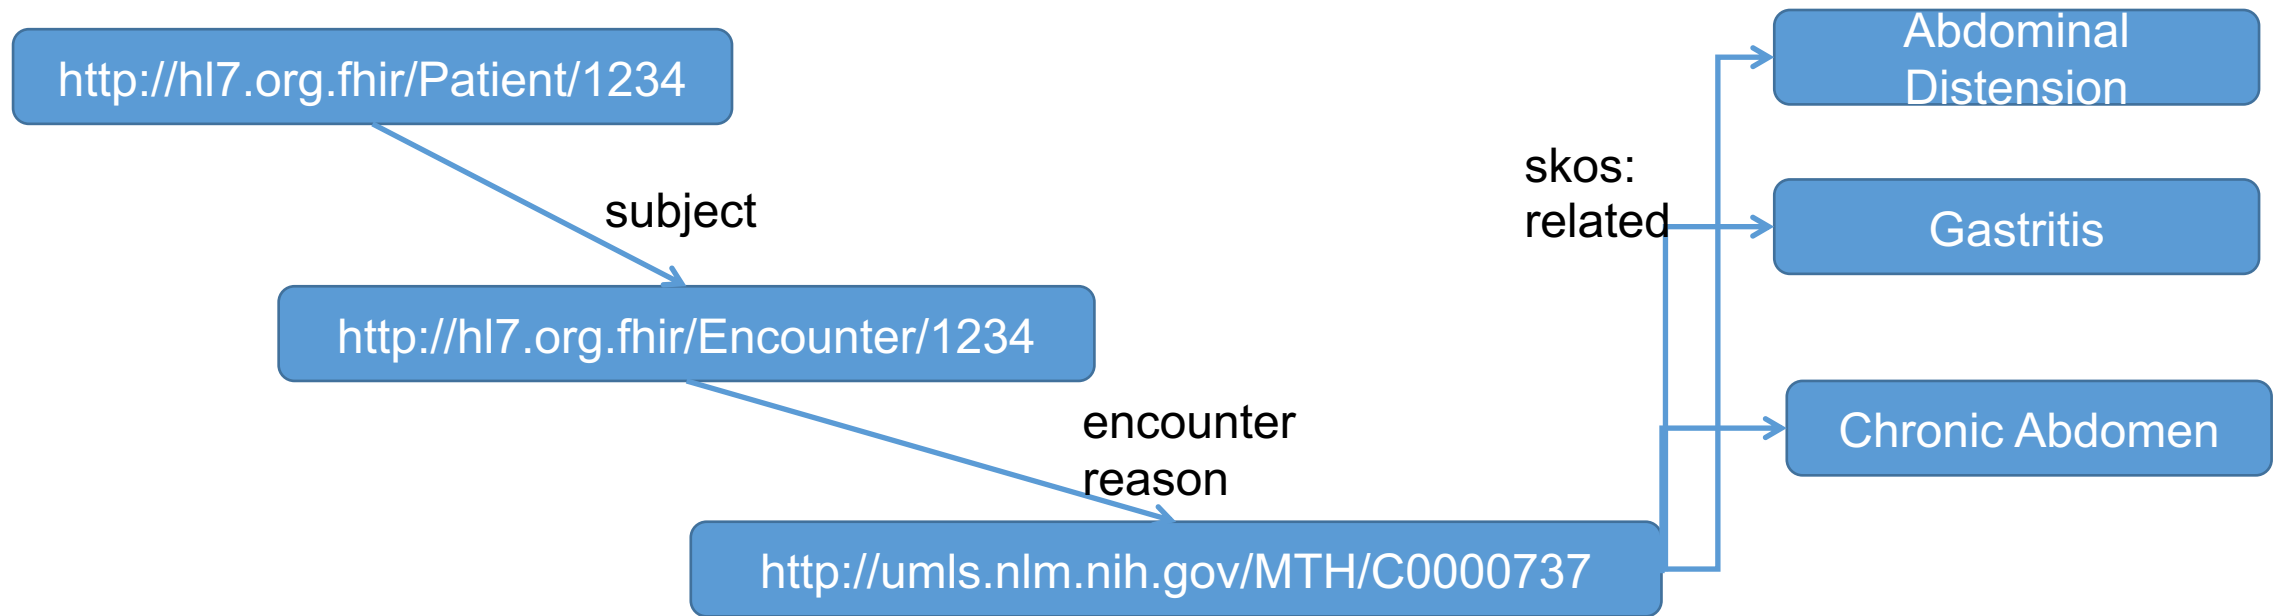 http://hl7.org.fhir/Patient/1234
subject
http://hl7.org.fhir/Encounter/1234
encounter
reason
http://umls.nlm.nih.gov/MTH/C0000737
skos:
related
Abdominal
Distension
Gastritis
Chronic Abdomen